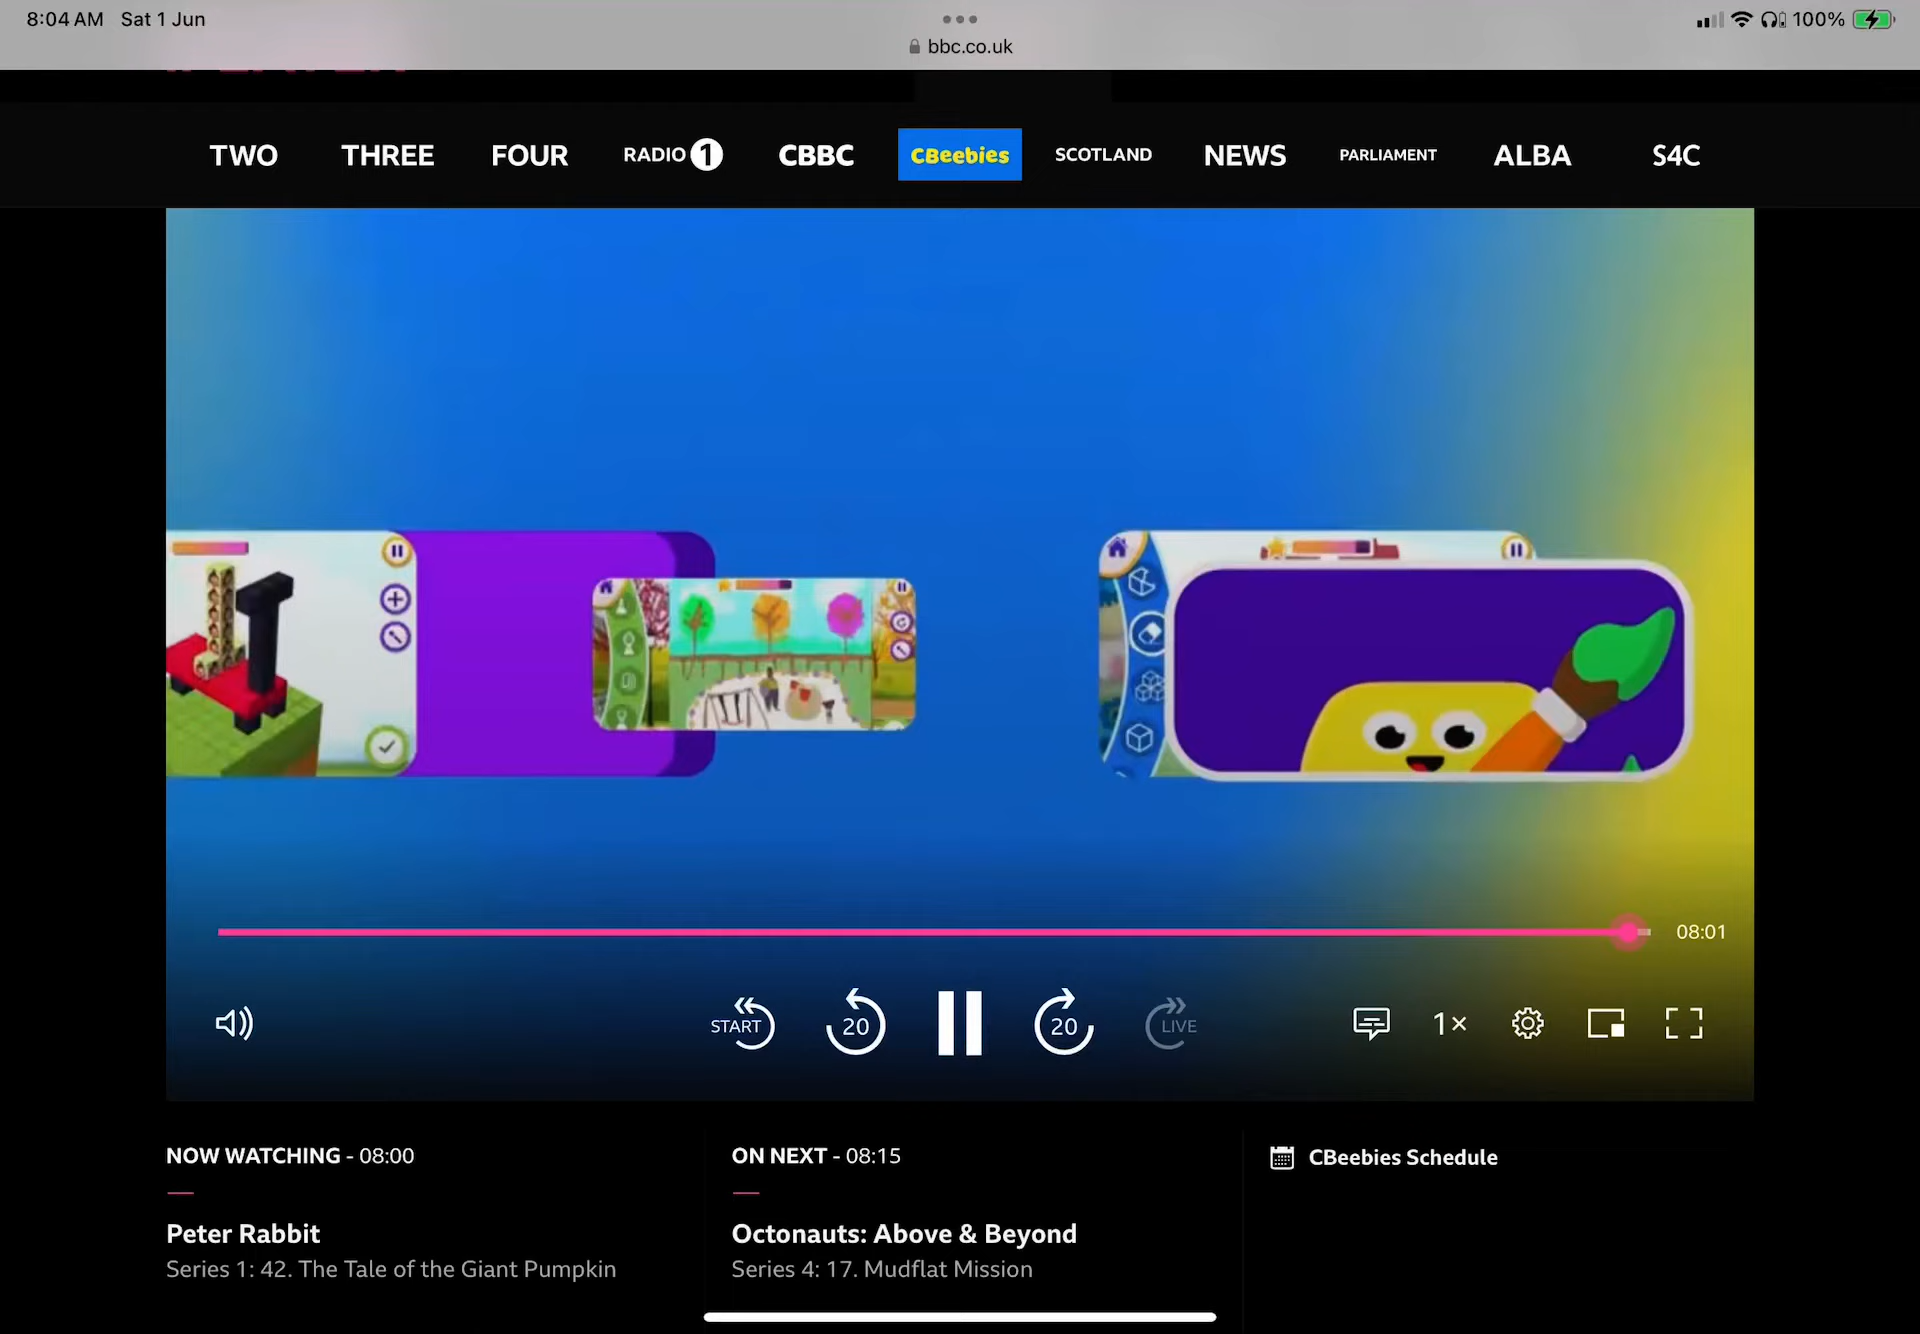 8:04 AM Sat 1 Jun
100%
bbc.co.uk
TWO THREE FOUR RADIO 1 CBBC CBeebies SCOTLAND NEWS PARLIAMENT ALBA S4C
08:01
START 20 20 LIVE 1×
NOW WATCHING - 08:00
ON NEXT - 08:15
CBeebies Schedule
Peter Rabbit
Series 1: 42. The Tale of the Giant Pumpkin
Octonauts: Above & Beyond
Series 4: 17. Mudflat Mission